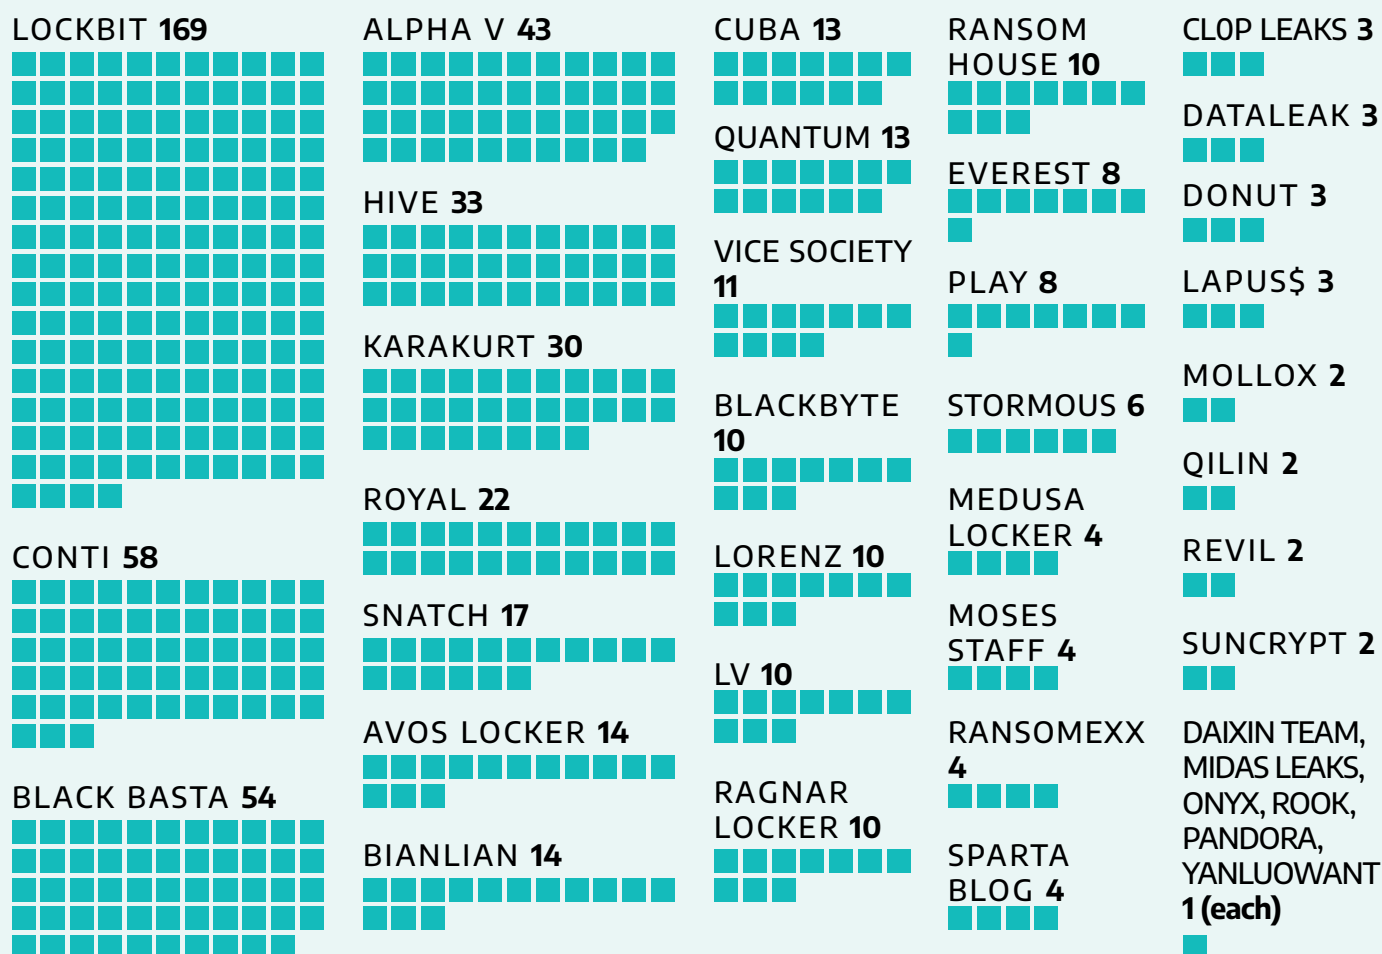 LOCKBIT 169
CONTI 58
BLACK BASTA 54
ALPHA V 43
HIVE 33
KARAKURT 30
ROYAL 22
SNATCH 17
AVOS LOCKER 14
BIANLIAN 14
CUBA 13
QUANTUM 13
VICE SOCIETY
11
BLACKBYTE
10
LORENZ 10
LV 10
RAGNAR
LOCKER 10
RANSOM
HOUSE 10
EVEREST 8
PLAY 8
STORMOUS 6
MEDUSA
LOCKER 4
MOSES
STAFF 4
RANSOMEXX
4
SPARTA
BLOG 4
CL0P LEAKS 3
DATALEAK 3
DONUT 3
LAPUS$ 3
MOLLOX 2
QILIN 2
REVIL 2
SUNCRYPT 2
DAIXIN TEAM,
MIDAS LEAKS,
ONYX, ROOK,
PANDORA,
YANLUOWANT
1 (each)